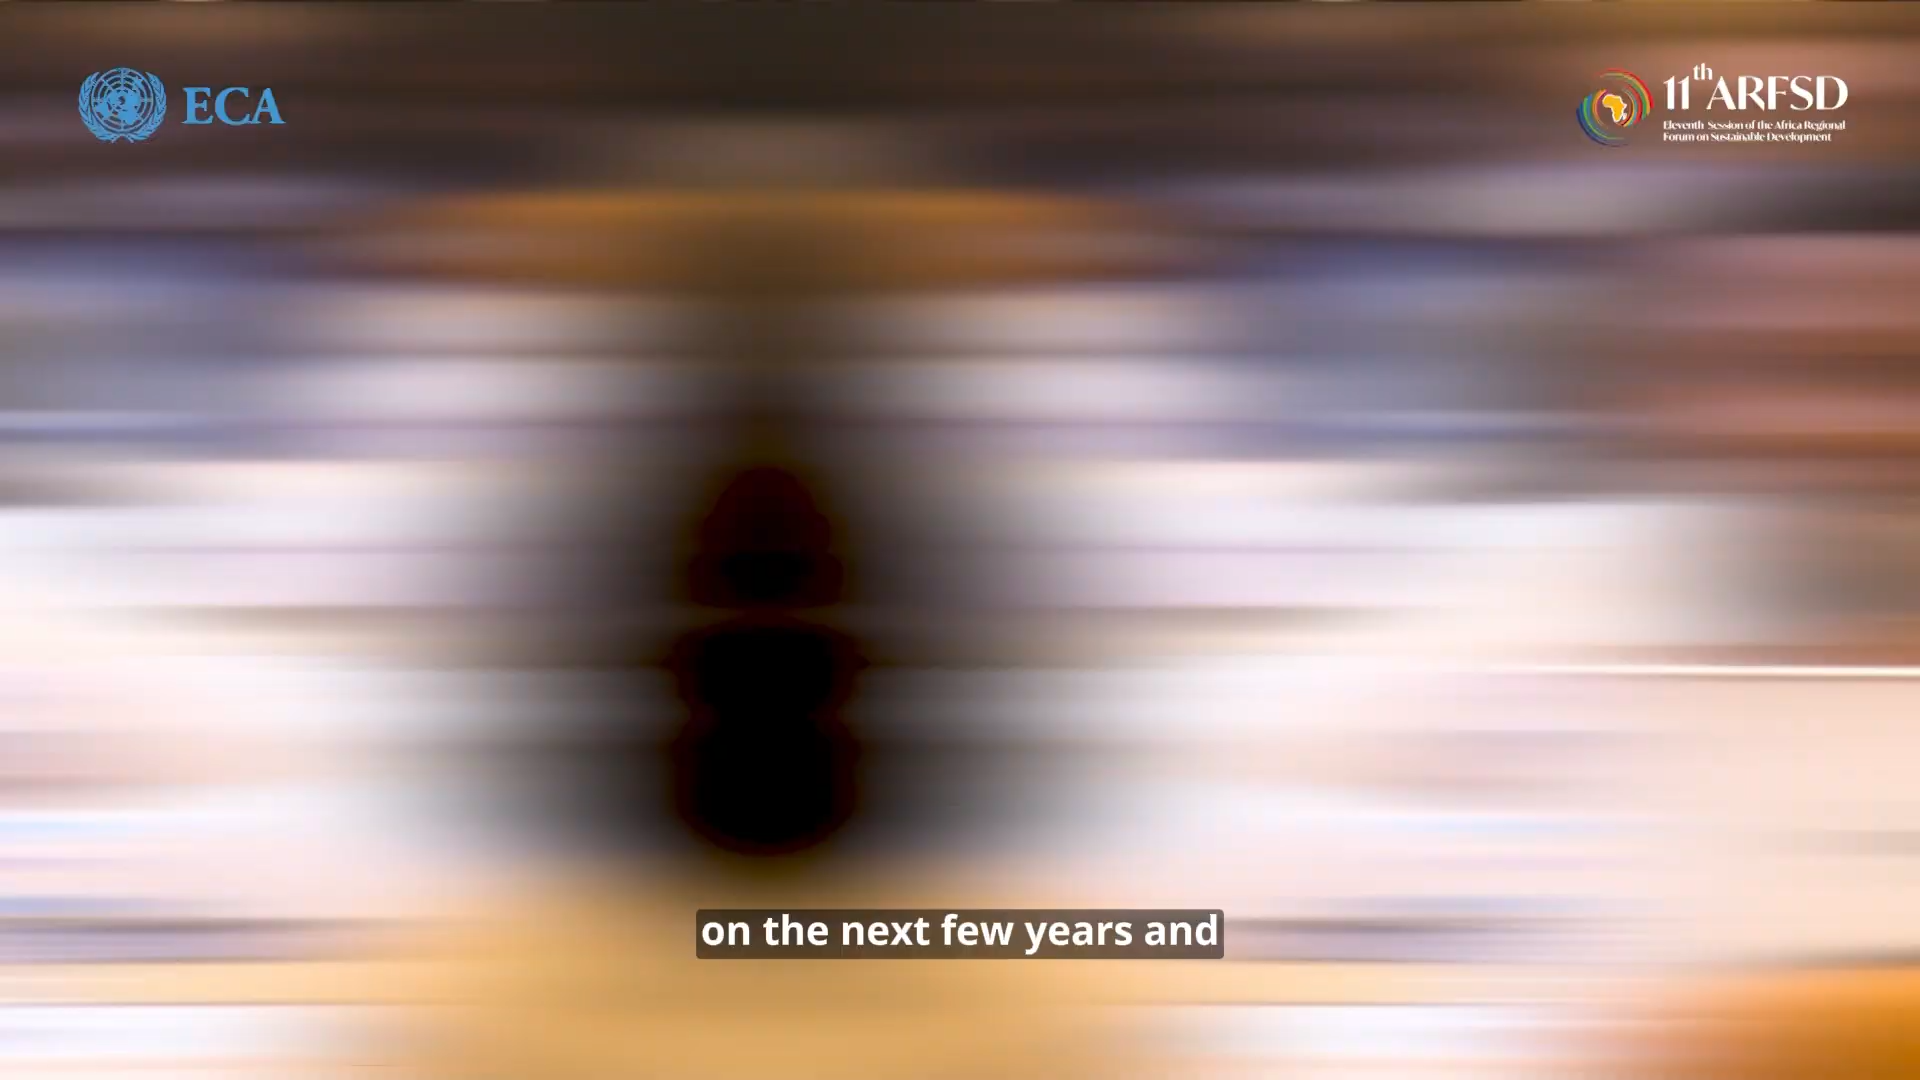 ECA
11th ARFSD
Eleventh Session of the Africa Regional
Forum on Sustainable Development
on the next few years and